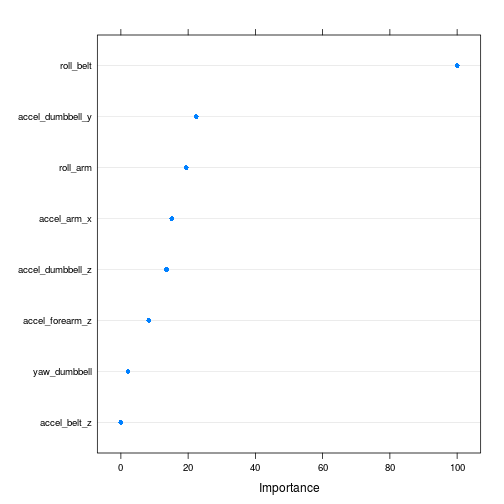 roll_belt
accel_dumbbell_y
roll_arm
accel_arm_x
accel_dumbbell_z
accel_forearm_z
yaw_dumbbell
accel_belt_z
0 20 40 60 80 100
Importance